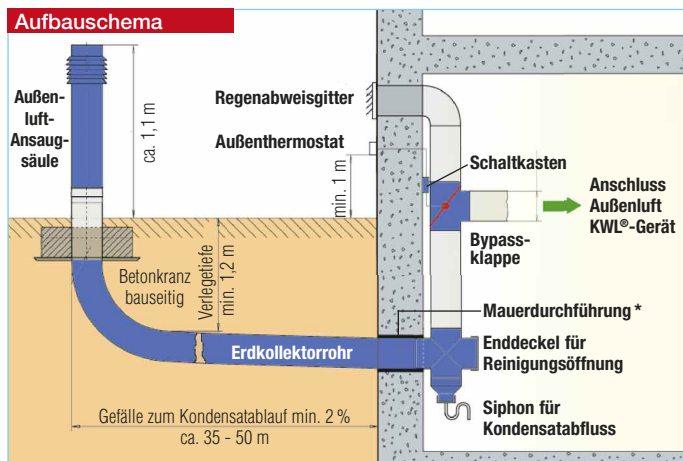 Aufbauschema
Außen-
luft-
Ansaug-
säule
ca. 1,1 m
Regenabweisgitter
Außenthermostat
min. 1 m
Schaltkasten
Anschluss
Außenluft
KWL®-Gerät
Bypass-
klappe
Betonkranz
bauseitig
Verlegetiefe
min. 1,2 m
Mauerdurchführung *
Erdkollektorrohr
Enddeckel für
Reinigungsöffnung
Gefälle zum Kondensatablauf min. 2 %
ca. 35 - 50 m
Siphon für
Kondensatabfluss